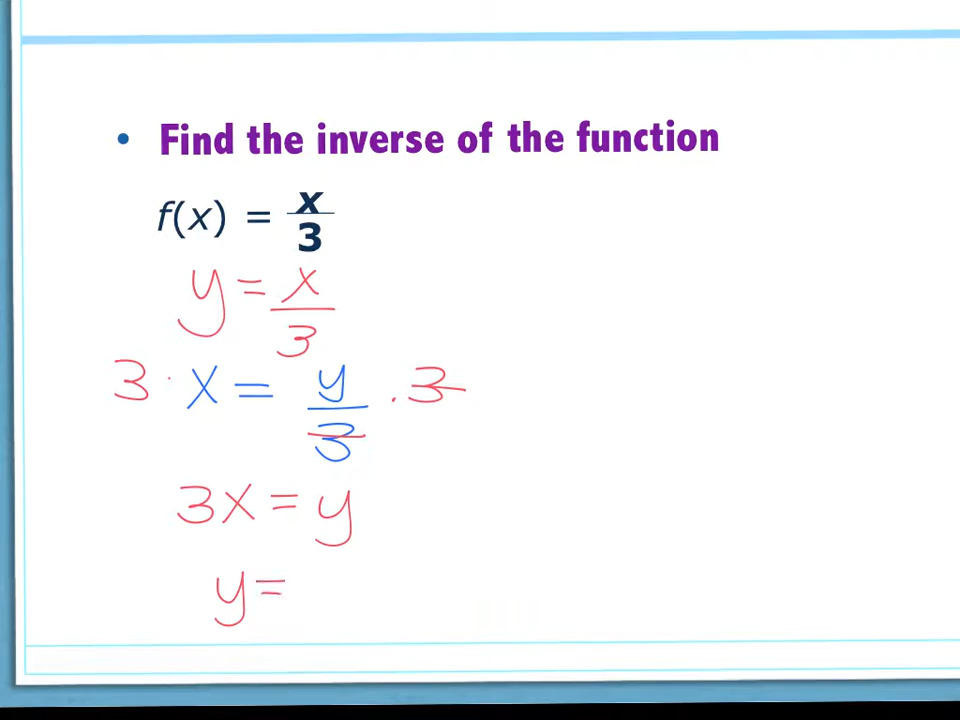 • Find the inverse of the function
f(x) = x/3
y = x/3
3 · x = y/3 · 3
3x = y
y =